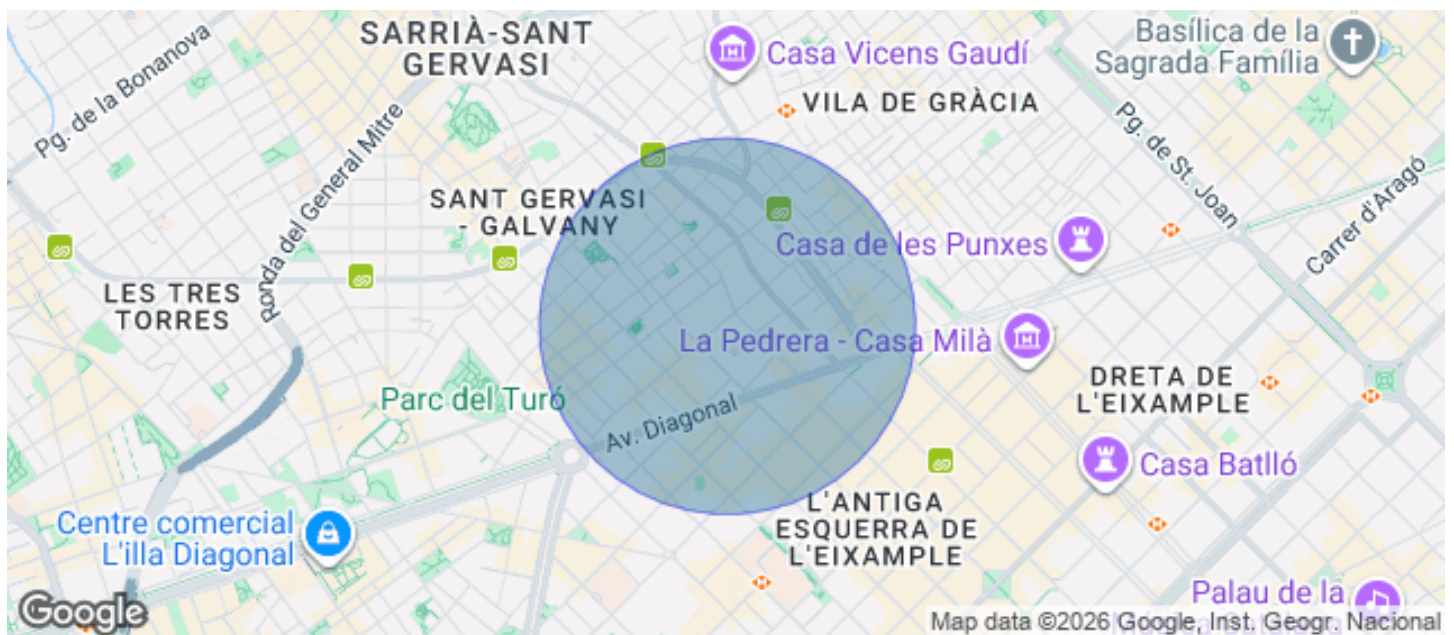 SARRIÀ-SANT
GERVASI
Pg. de la Bonanova
Casa Vicens Gaudí
Basílica de la
Sagrada Família
VILA DE GRÀCIA
Ronda del General Mitre
SANT GERVASI
- GALVANY
Pg. de St. Joan
Carrer d'Aragó
Casa de les Punxes
LES TRES
TORRES
La Pedrera - Casa Milà
Parc del Turó
Av. Diagonal
DRETA DE
L'EIXAMPLE
Casa Batlló
L'ANTIGA
ESQUERRA DE
L'EIXAMPLE
Centre comercial
L'illa Diagonal
Palau de la
Google
Map data ©2026 Google, Inst. Geogr. Nacional